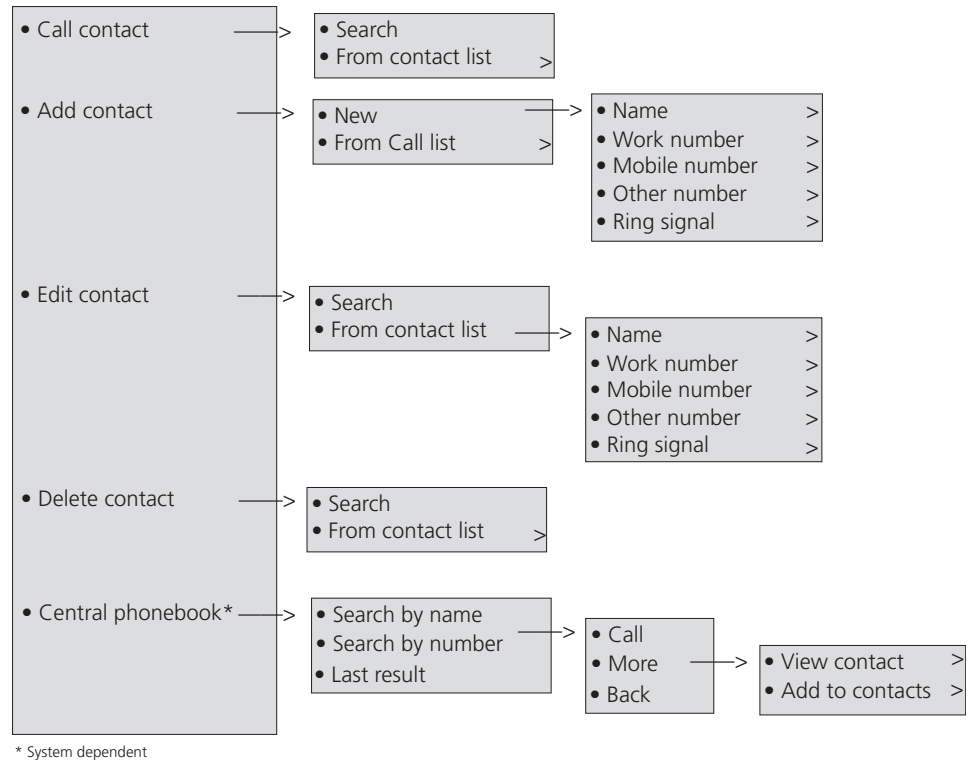 • Call contact
• Search
• From contact list >
• Add contact
• New
• From Call list >
• Name >
• Work number >
• Mobile number >
• Other number >
• Ring signal >
• Edit contact
• Search
• From contact list
• Name >
• Work number >
• Mobile number >
• Other number >
• Ring signal >
• Delete contact
• Search
• From contact list >
• Central phonebook*
• Search by name
• Search by number
• Last result
• Call
• More
• Back
• View contact >
• Add to contacts >
* System dependent